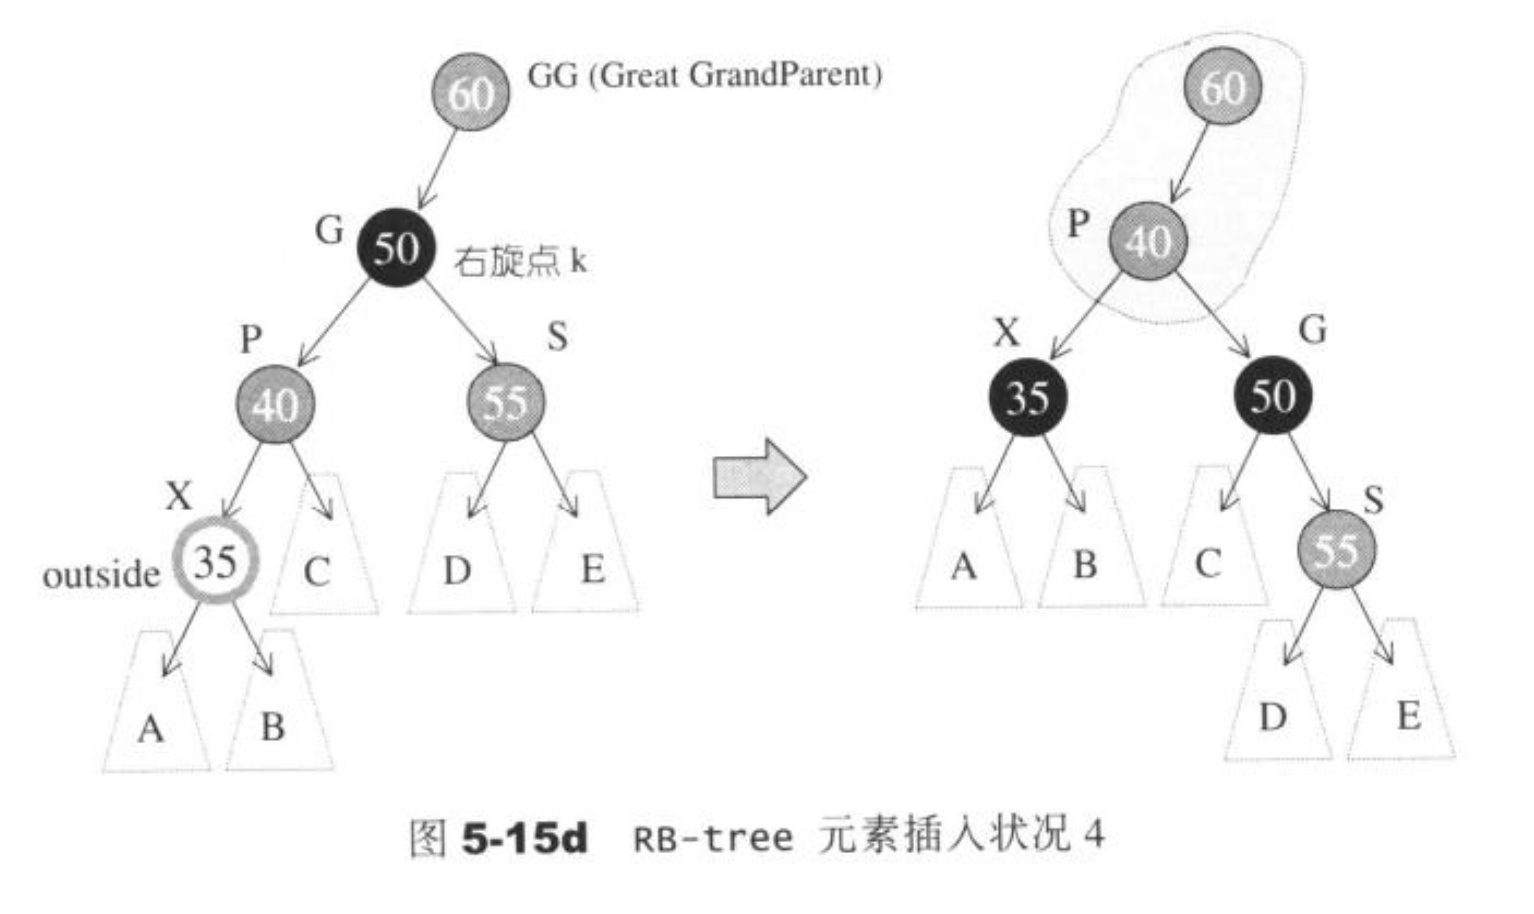 60 GG (Great GrandParent)
G 50 右旋点 k
P 40 S 55
X 35 outside
C D E
A B
60
P 40
X 35 G 50
A B C S 55
D E
图 5-15d RB-tree 元素插入状况 4